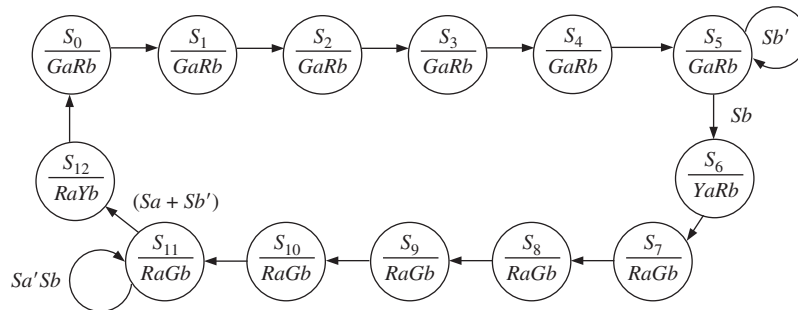 S₀ S₁ S₂ S₃ S₄ S₅ Sb'
GaRb GaRb GaRb GaRb GaRb GaRb
Sb
S₁₂ S₆
RaYb YaRb
(Sa + Sb')
S₁₁ S₁₀ S₉ S₈ S₇
Sa'Sb RaGb RaGb RaGb RaGb RaGb